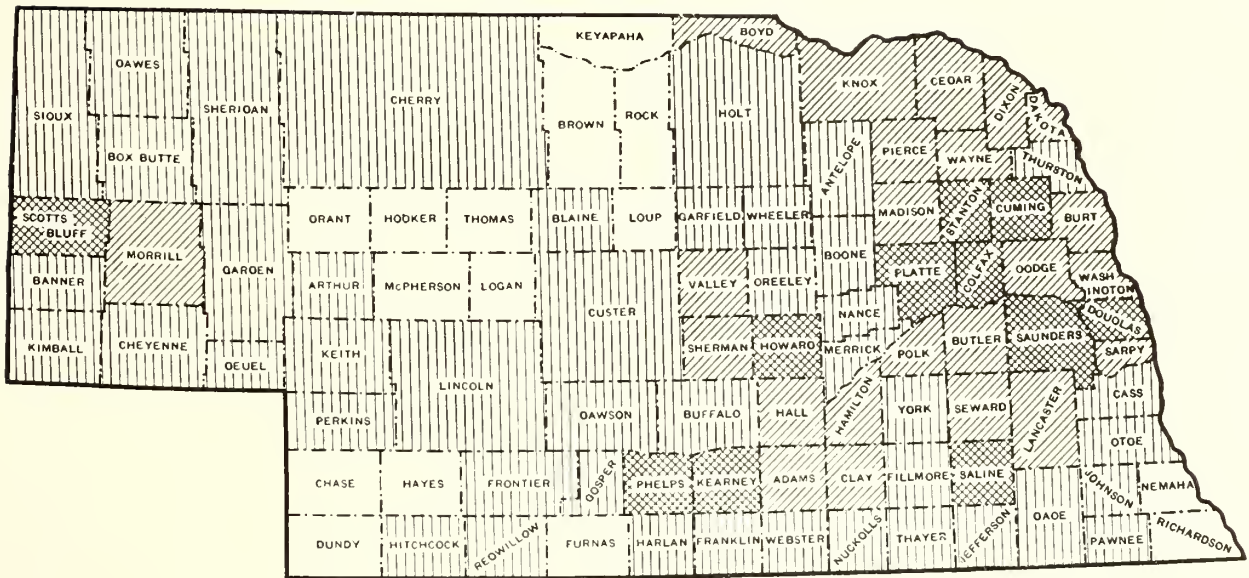 KEYAPAHA
BOYD
OAWES
SIOUX
SHERIOAN
CHERRY
BROWN
ROCK
HOLT
KNOX
CEOAR
DIXON
DAKOTA
BOX BUTTE
ANTELOPE
PIERCE
WAYNE
THURSTON
SCOTTS
BLUFF
MORRILL
GARDEN
GRANT
HOOKER
THOMAS
BLAINE
LOUP
GARFIELD
WHEELER
MADISON
STANTON
CUMING
BURT
BANNER
ARTHUR
McPHERSON
LOGAN
CUSTER
VALLEY
GREELEY
BOONE
PLATTE
COLFAX
OODGE
WASH
INGTON
NANCE
DOUGLAS
KIMBALL
CHEYENNE
OEUEL
KEITH
LINCOLN
SHERMAN
HOWARO
MERRICK
POLK
BUTLER
SAUNDERS
SARPY
PERKINS
OAWSON
BUFFALO
HALL
HAMILTON
YORK
SEWARD
LANCASTER
CASS
OTOE
CHASE
HAYES
FRONTIER
GOSPER
PHELPS
KEARNEY
ADAMS
CLAY
FILLMORE
SALINE
JOHNSON
NEMAHA
DUNDY
HITCHCOCK
REOWILLOW
FURNAS
HARLAN
FRANKLIN
WEBSTER
NUCKOLLS
THAYER
JEFFERSON
OAOE
PAWNEE
RICHARDSON